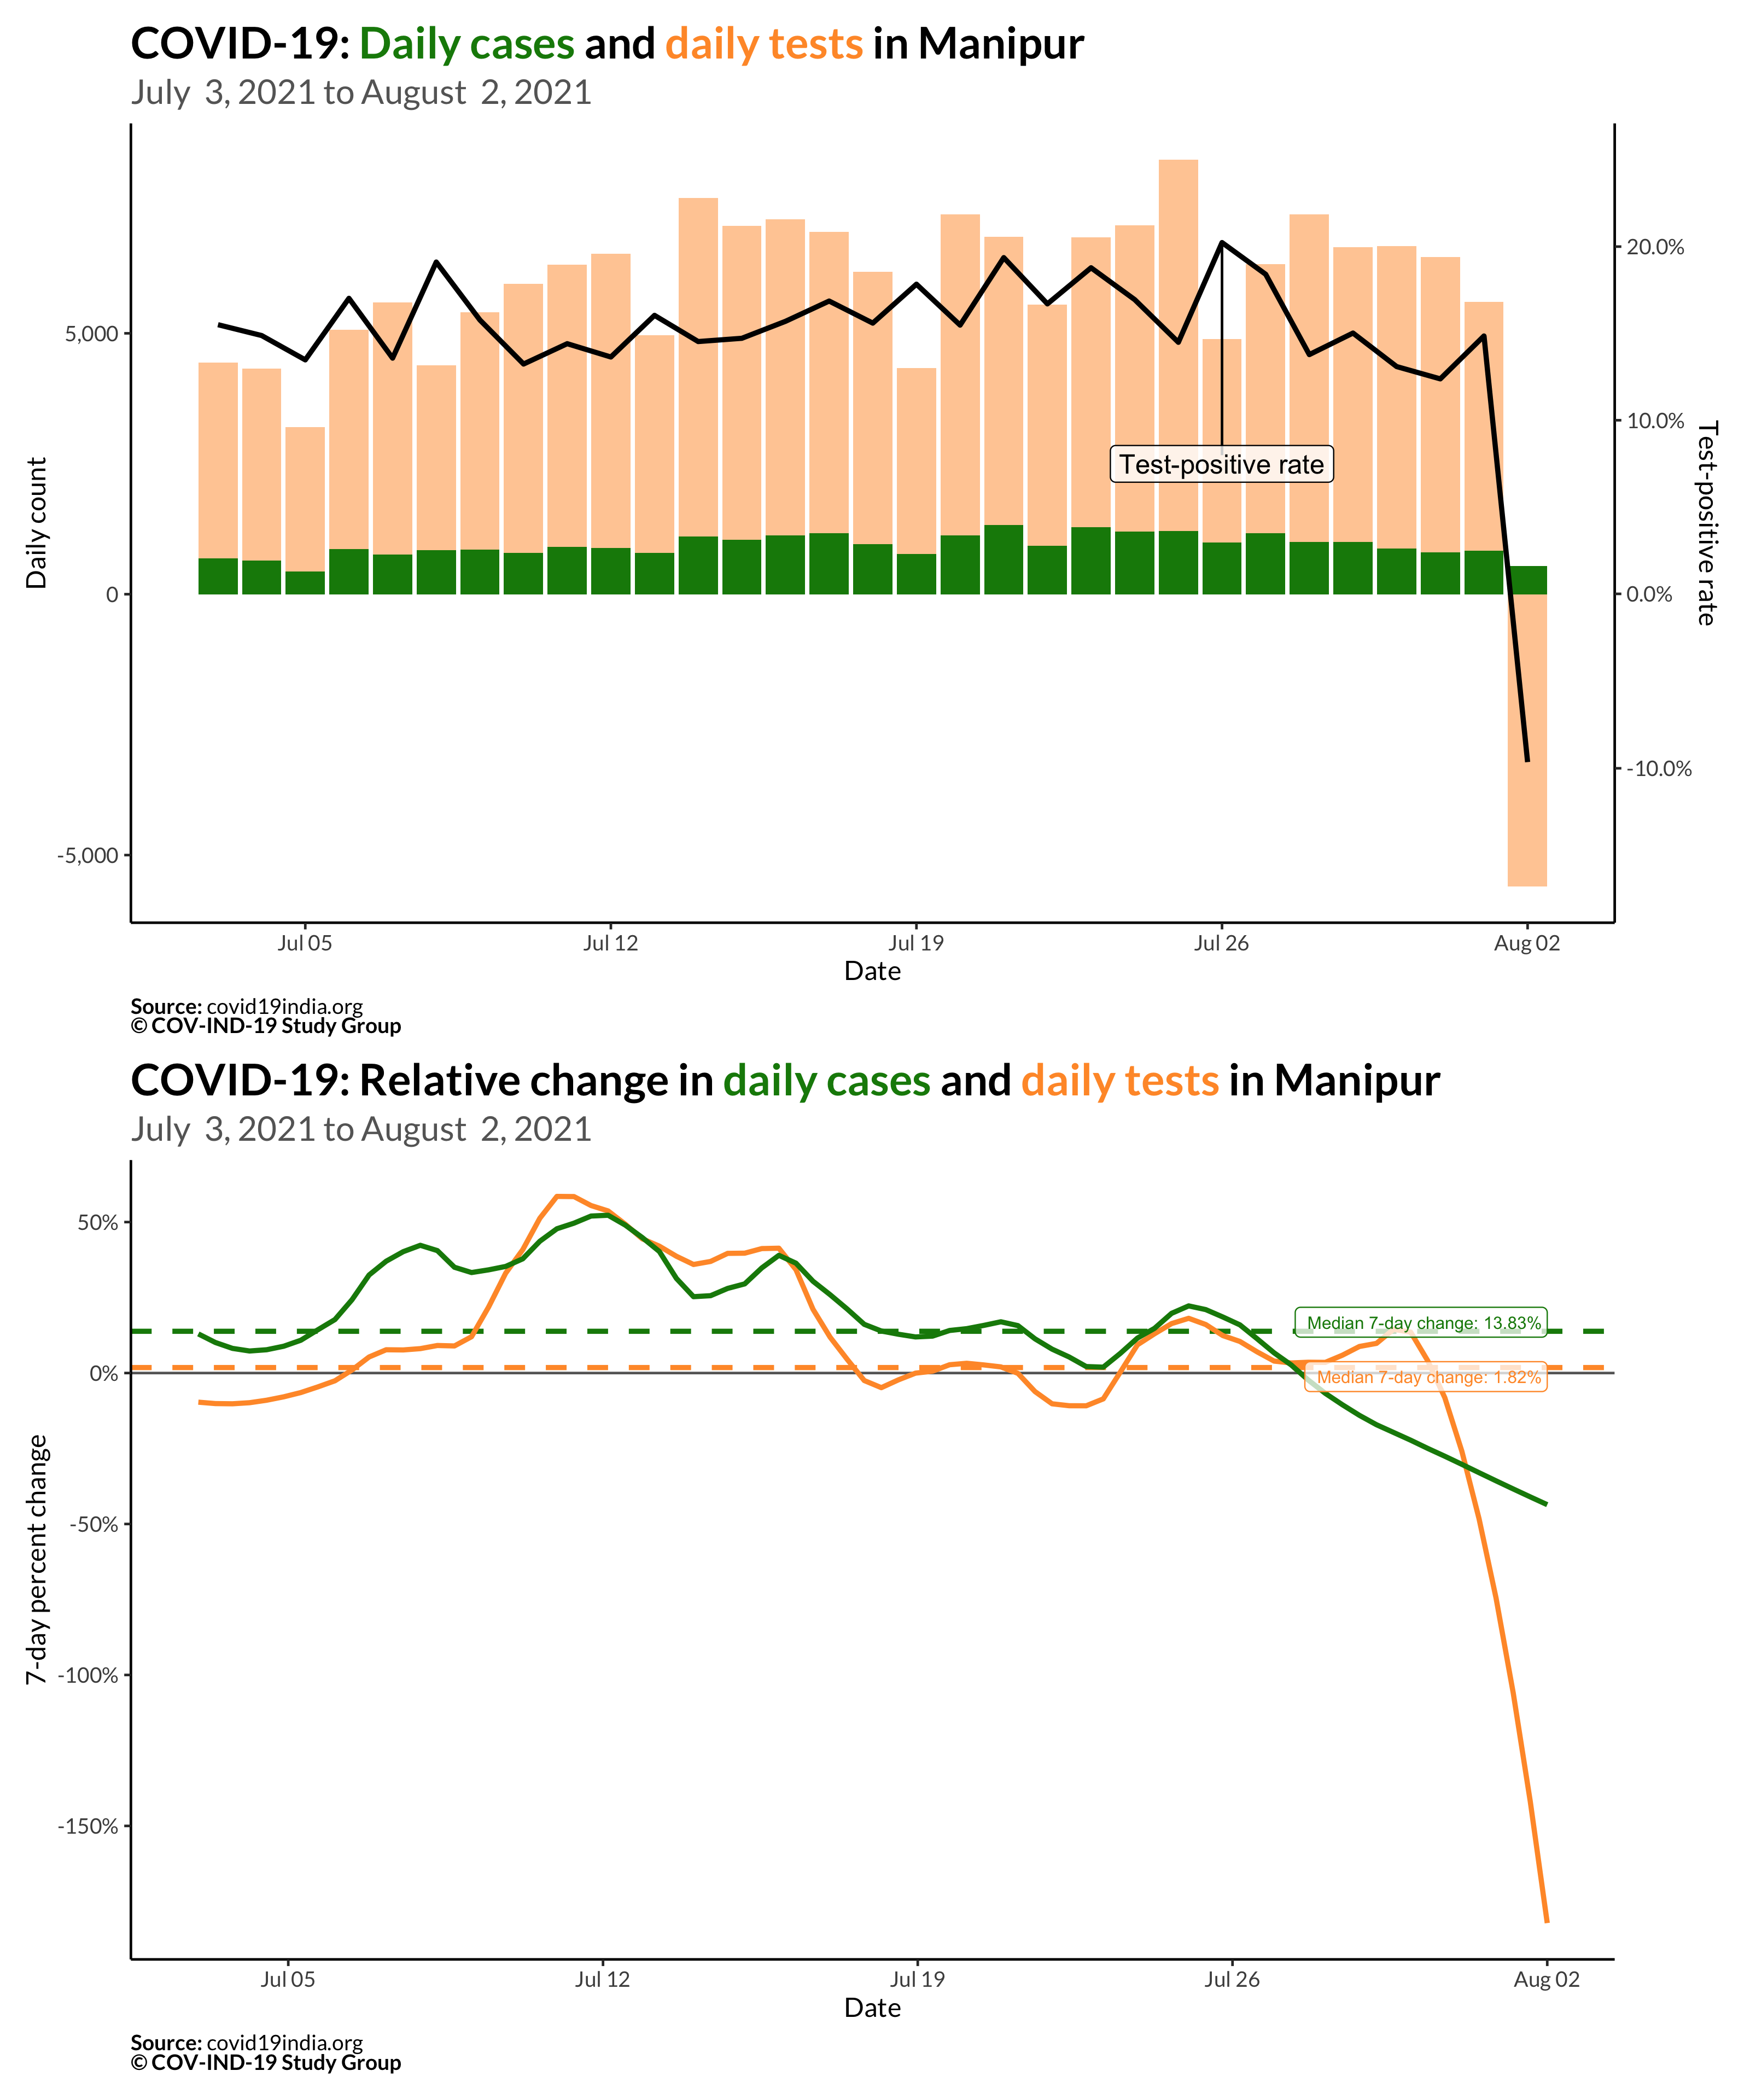 COVID-19: Daily cases and daily tests in Manipur
July 3, 2021 to August 2, 2021
Daily count
5,000
0
-5,000
20.0%
10.0%
0.0%
-10.0%
Test-positive rate
Test-positive rate
Jul 05 Jul 12 Jul 19 Jul 26 Aug 02
Date
Source: covid19india.org
© COV-IND-19 Study Group
COVID-19: Relative change in daily cases and daily tests in Manipur
July 3, 2021 to August 2, 2021
7-day percent change
50%
0%
-50%
-100%
-150%
Median 7-day change: 13.83%
Median 7-day change: 1.82%
Jul 05 Jul 12 Jul 19 Jul 26 Aug 02
Date
Source: covid19india.org
© COV-IND-19 Study Group